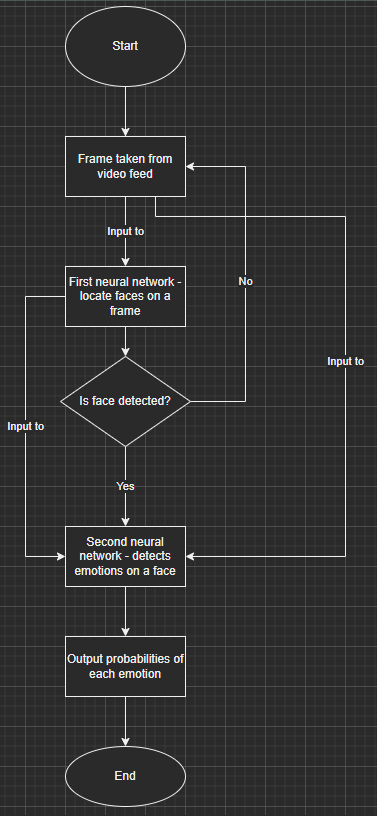 Start
Frame taken from
video feed
Input to
First neural network -
locate faces on a
frame
No
Input to
Is face detected?
Input to
Yes
Second neural
network - detects
emotions on a face
Output probabilities of
each emotion
End